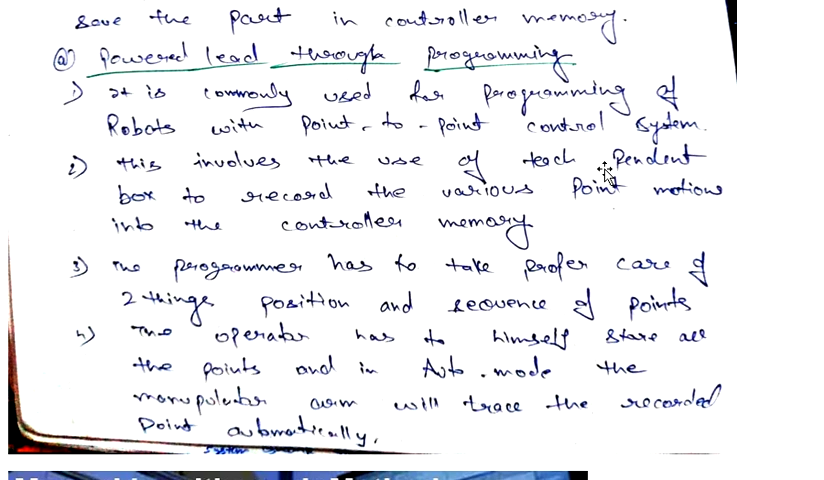 save the part in controller memory.
@ Powered lead through programming
1) It is commonly used for programming of
Robots with point-to-point control system.
2) this involves the use of teach Pendent
box to record the various Point motions
into the controller memory
3) The programmer has to take proper care of
2 things position and sequence of points
4) The operator has to himself store all
the points and in Auto.mode the
manupulator arm will trace the recorded
Point automatically.
system